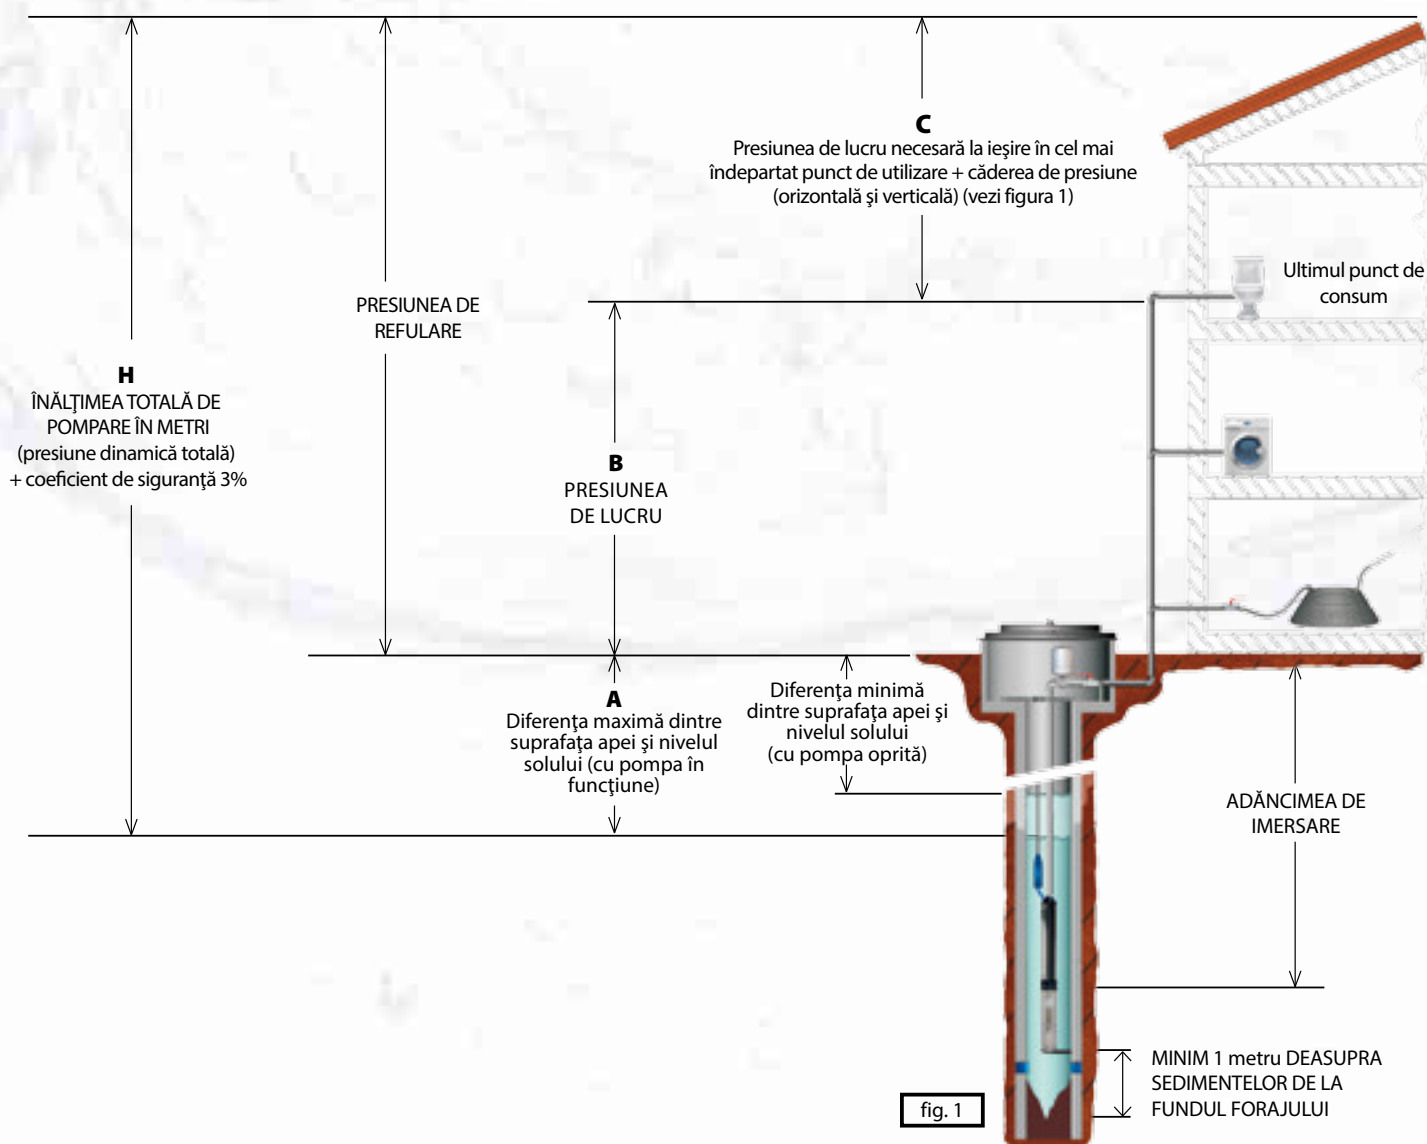 C
Presiunea de lucru necesară la ieşire în cel mai
îndepartat punct de utilizare + căderea de presiune
(orizontală şi verticală) (vezi figura 1)
Ultimul punct de
consum
PRESIUNEA DE
REFULARE
H
ÎNĂLŢIMEA TOTALĂ DE
POMPARE ÎN METRI
(presiune dinamică totală)
+ coeficient de siguranţă 3%
B
PRESIUNEA
DE LUCRU
A
Diferenţa maximă dintre
suprafaţa apei şi nivelul
solului (cu pompa în
funcţiune)
Diferenţa minimă
dintre suprafaţa apei şi
nivelul solului
(cu pompa oprită)
ADĂNCIMEA DE
IMERSARE
MINIM 1 metru DEASUPRA
SEDIMENTELOR DE LA
FUNDUL FORAJULUI
fig. 1